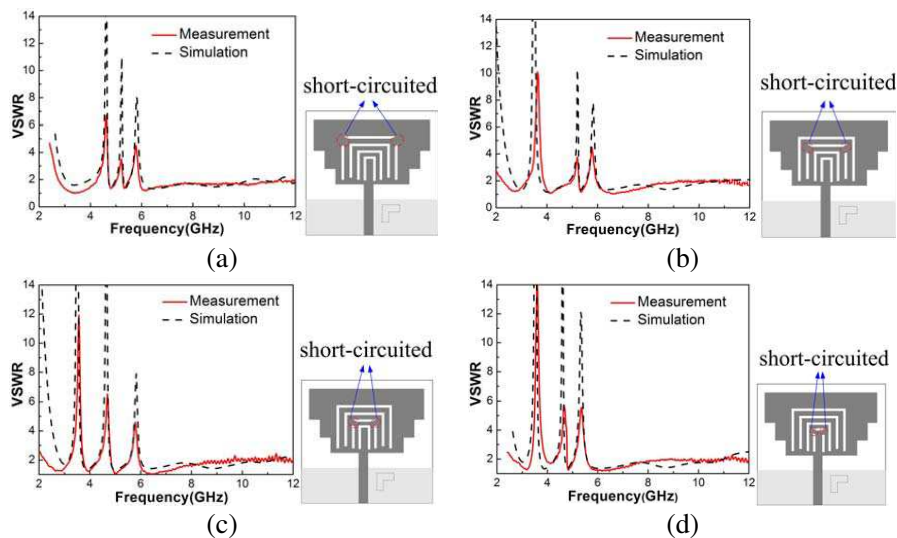 14
12
10
8
6
4
2
0
VSWR
Measurement
Simulation
2 4 6 8 10 12
Frequency(GHz)
short-circuited
(a)
14
12
10
8
6
4
2
0
VSWR
Measurement
Simulation
2 4 6 8 10 12
Frequency(GHz)
short-circuited
(b)
14
12
10
8
6
4
2
VSWR
Measurement
Simulation
2 4 6 8 10 12
Frequency(GHz)
short-circuited
(c)
14
12
10
8
6
4
2
VSWR
Measurement
Simulation
2 4 6 8 10 12
Frequency(GHz)
short-circuited
(d)